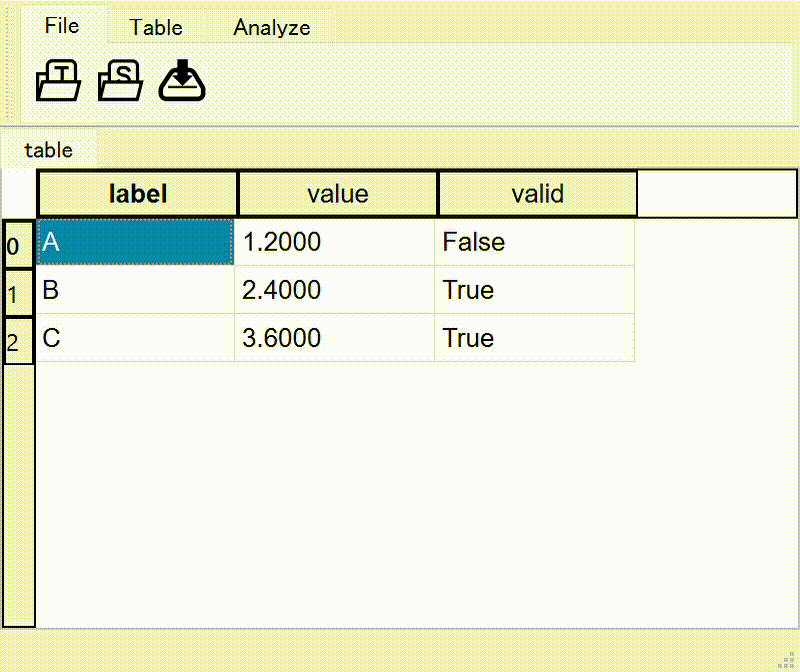 File Table Analyze
T S
table
label value valid
0 A 1.2000 False
1 B 2.4000 True
2 C 3.6000 True